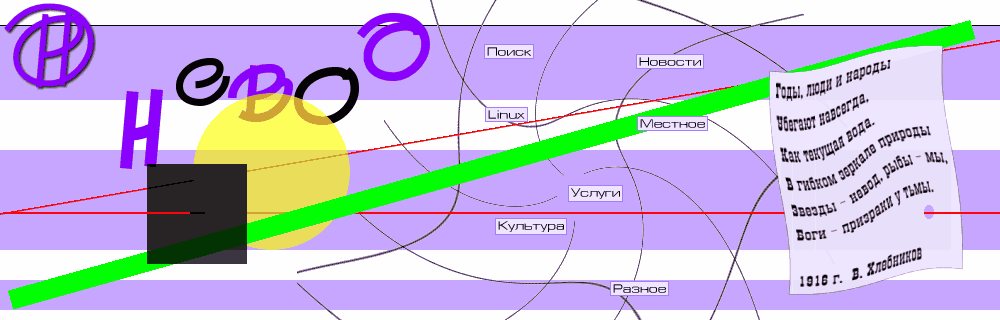 Н
НеВОО
Поиск
Новости
Linux
Местное
Услуги
Культура
Разное
Годы, люди и народы
Убегают навсегда,
Как текущая вода.
В гибком зеркале природы
Звезды – невод, рыбы – мы,
Боги – призраки у тьмы.
1916 г. В. Хлебников